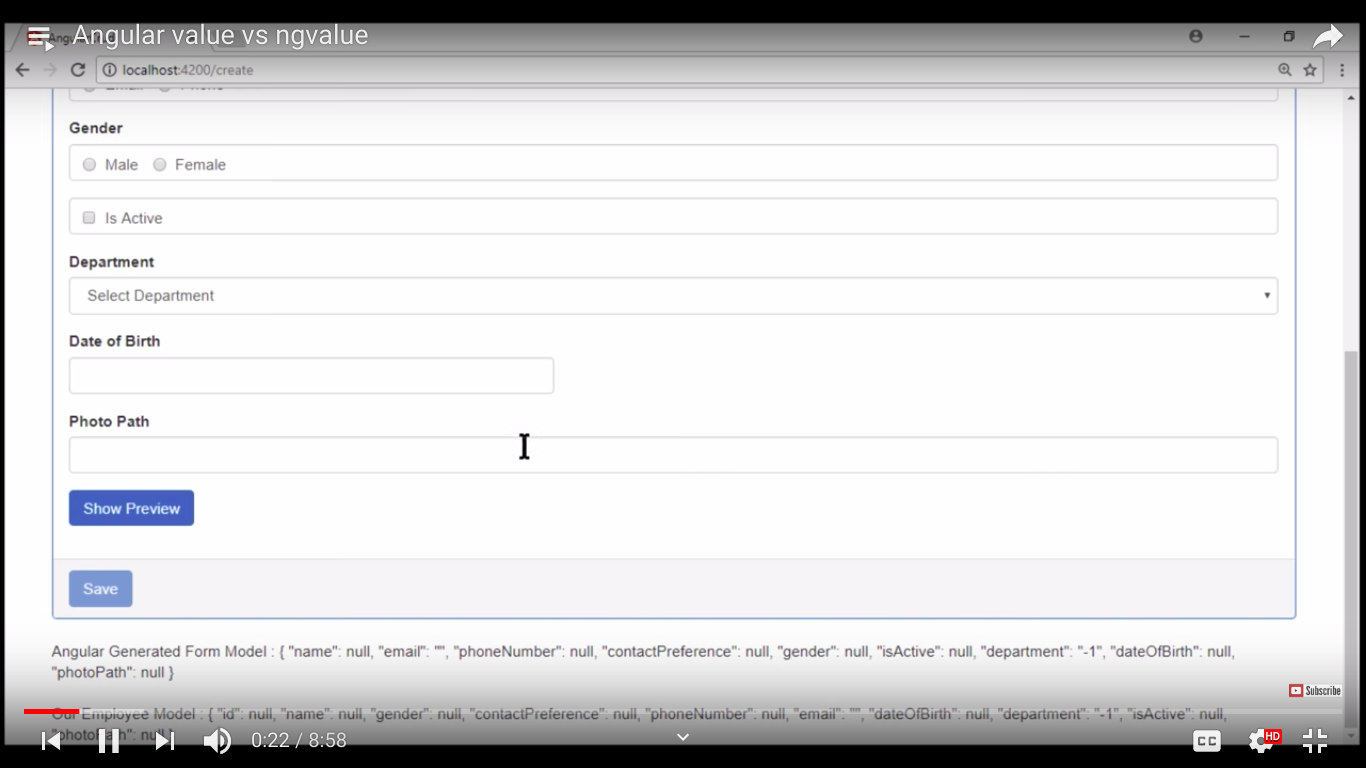 Angular value vs ngvalue
localhost:4200/create
Email Phone
Gender
Male Female
Is Active
Department
Select Department
Date of Birth
Photo Path
Show Preview
Save
Angular Generated Form Model : { "name": null, "email": "", "phoneNumber": null, "contactPreference": null, "gender": null, "isActive": null, "department": "-1", "dateOfBirth": null,
"photoPath": null }
Subscribe
Our Employee Model : { "id": null, "name": null, "gender": null, "contactPreference": null, "phoneNumber": null, "email": "", "dateOfBirth": null, "department": "-1", "isActive": null,
"photoPath": null }
0:22 / 8:58
CC
HD